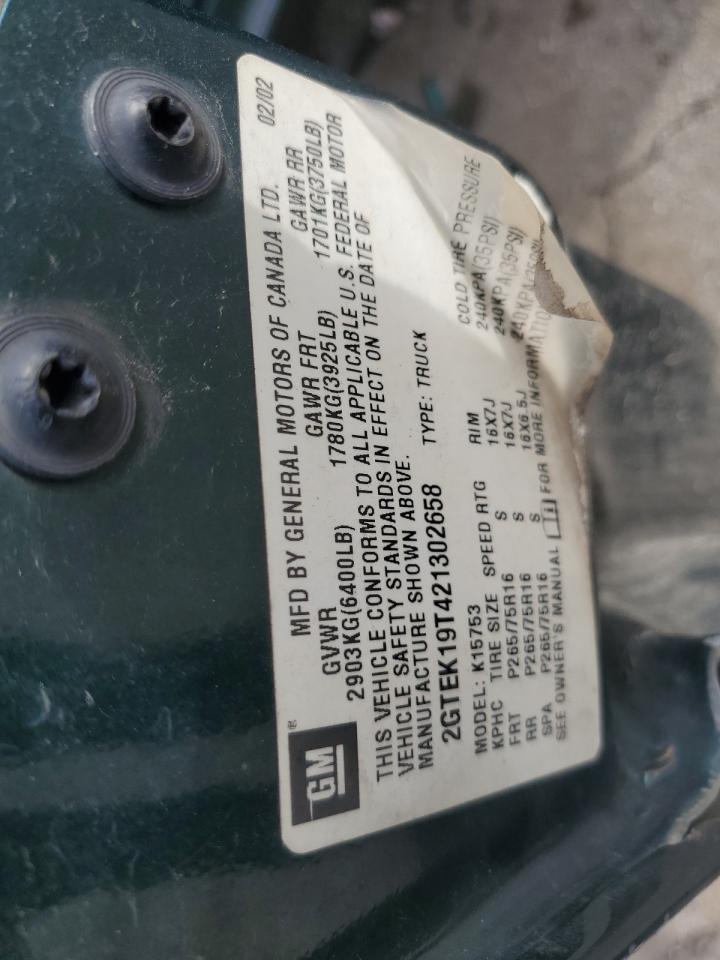 GM®
MFD BY GENERAL MOTORS OF CANADA LTD. 02/02
GVWR GAWR FRT GAWR RR
2903KG(6400LB) 1780KG(3925LB) 1701KG(3750LB)
THIS VEHICLE CONFORMS TO ALL APPLICABLE U.S. FEDERAL MOTOR
VEHICLE SAFETY STANDARDS IN EFFECT ON THE DATE OF
MANUFACTURE SHOWN ABOVE.
2GTEK19T421302658 TYPE: TRUCK
MODEL: K15753
KPHC TIRE SIZE SPEED RTG RIM COLD TIRE PRESSURE
FRT P265/75R16 S 16X7J 240KPA(35PSI)
RR P265/75R16 S 16X7J 240KPA(35PSI)
SPA P265/75R16 S 16X6.5J 240KPA(35PSI)
SEE OWNER'S MANUAL FOR MORE INFORMATION